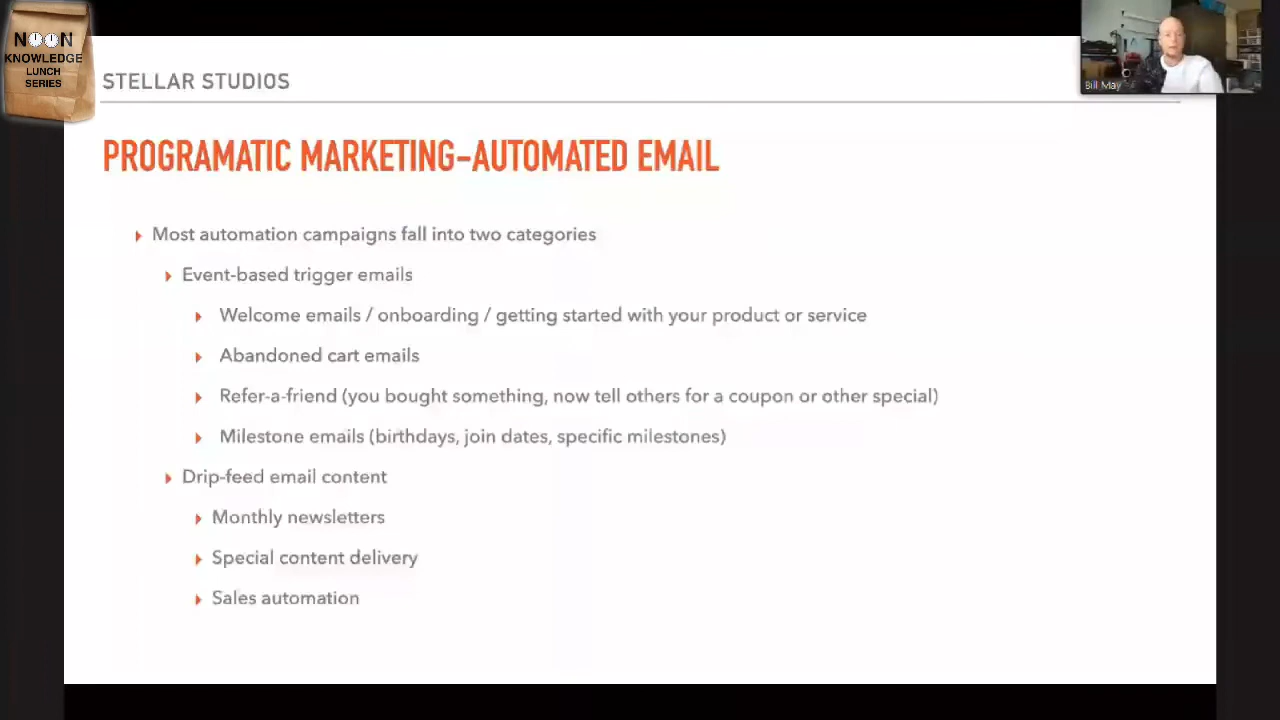 NOON
KNOWLEDGE
LUNCH
SERIES
STELLAR STUDIOS
Bill May
PROGRAMATIC MARKETING-AUTOMATED EMAIL
Most automation campaigns fall into two categories
Event-based trigger emails
Welcome emails / onboarding / getting started with your product or service
Abandoned cart emails
Refer-a-friend (you bought something, now tell others for a coupon or other special)
Milestone emails (birthdays, join dates, specific milestones)
Drip-feed email content
Monthly newsletters
Special content delivery
Sales automation